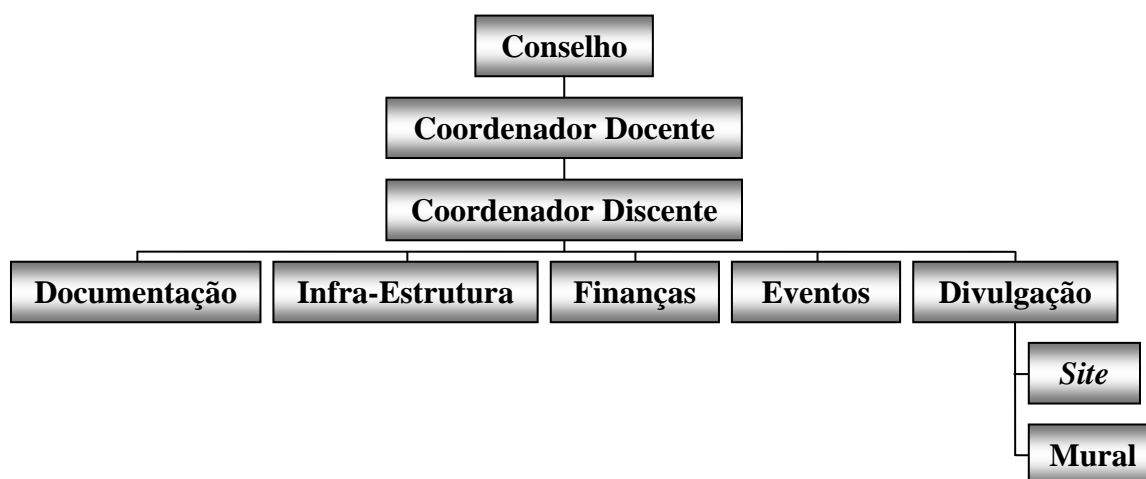 Conselho
Coordenador Docente
Coordenador Discente
Documentação
Infra-Estrutura
Finanças
Eventos
Divulgação
Site
Mural